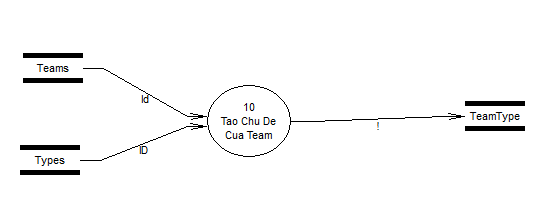 Teams
Id
10
Tao Chu De
Cua Team
!
TeamType
Types
ID